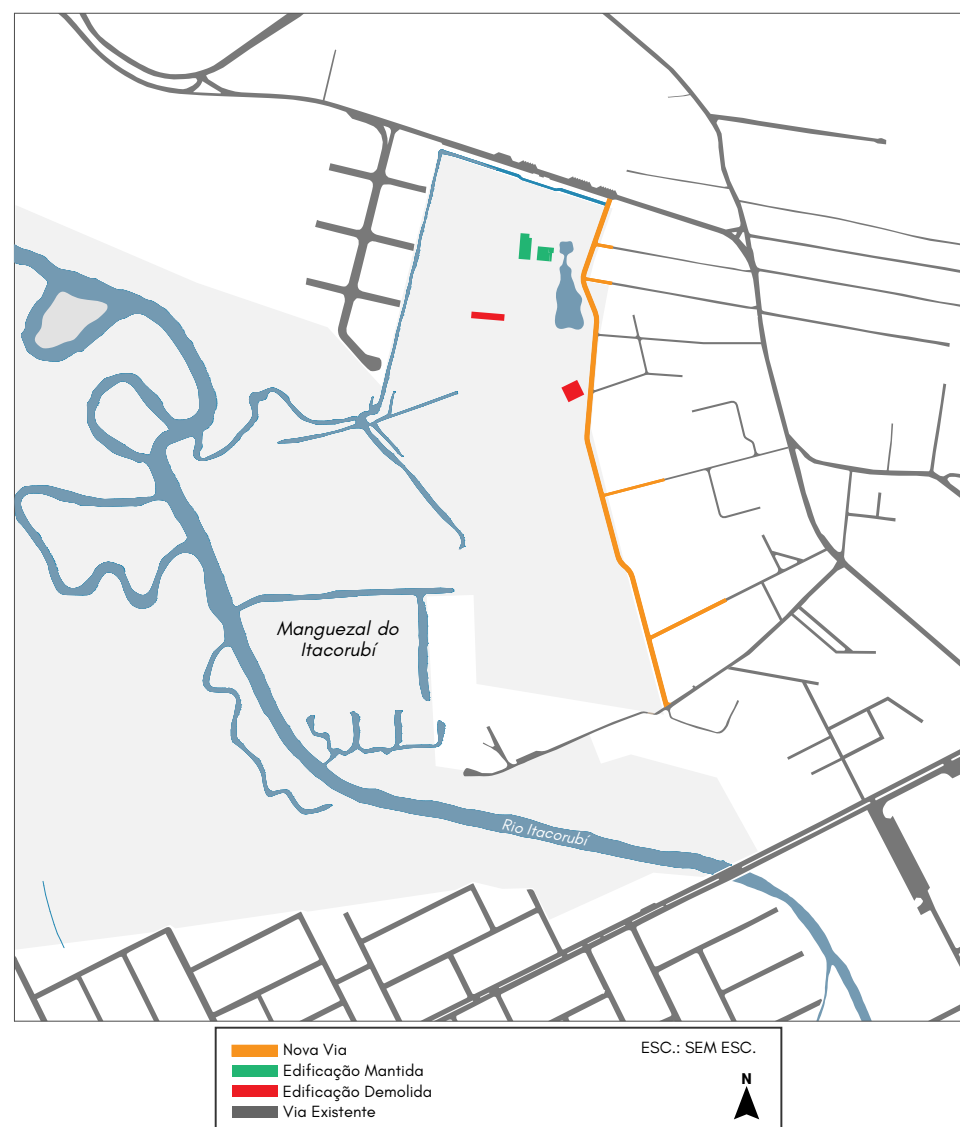 Manguezal do
Itacorubí
Rio Itacorubí
Nova Via
Edificação Mantida
Edificação Demolida
Via Existente
ESC.: SEM ESC.
N